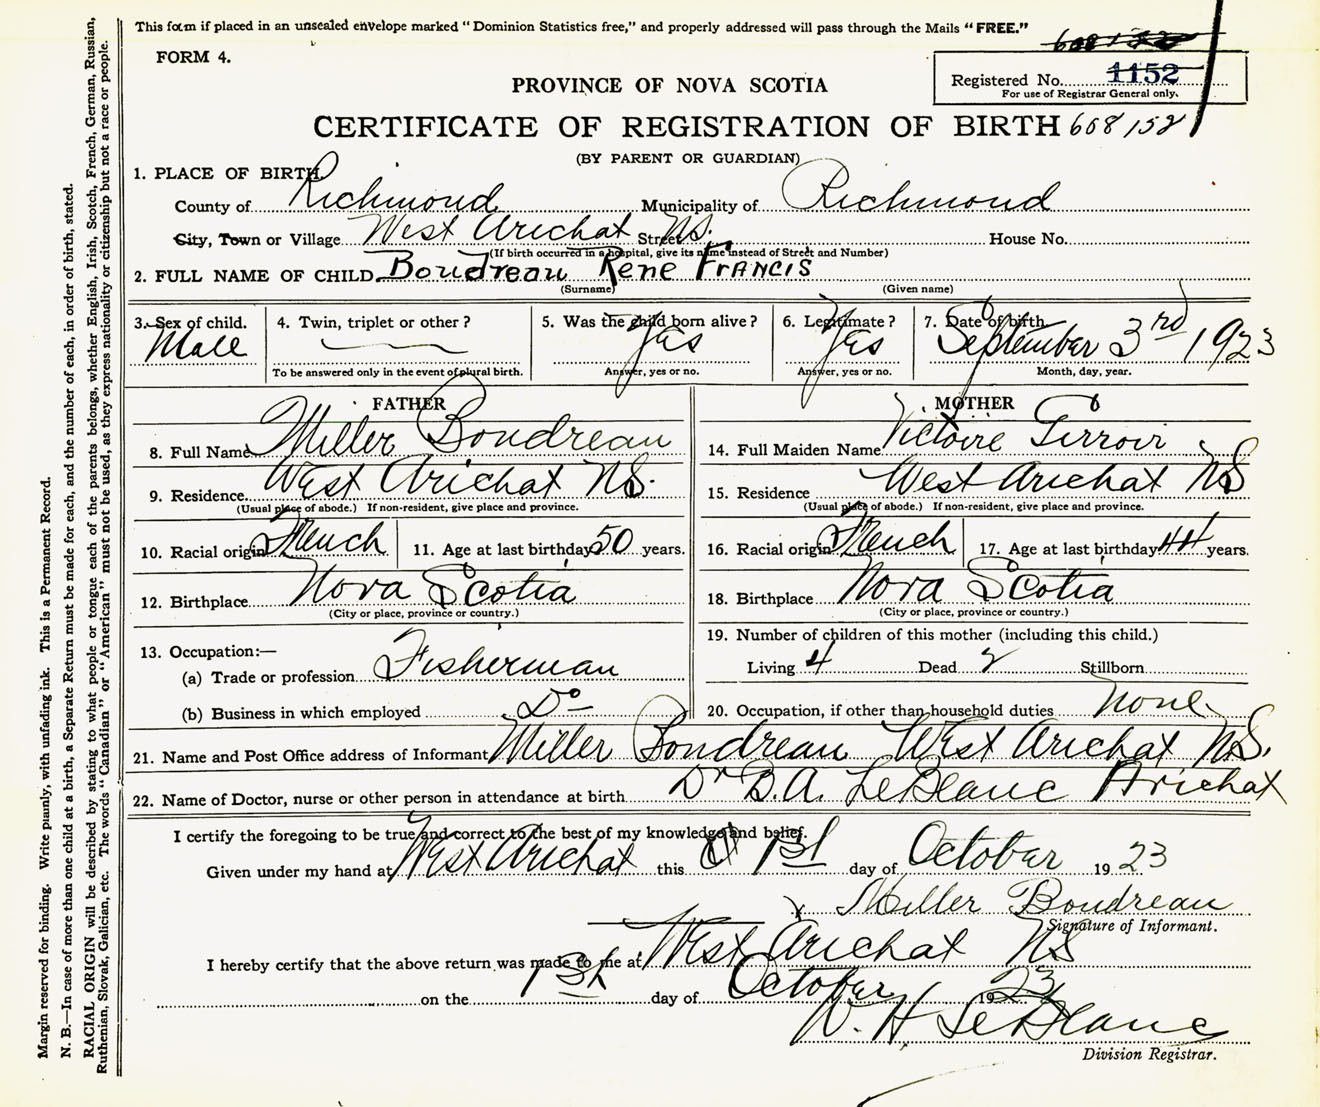 This form if placed in an unsealed envelope marked "Dominion Statistics free," and properly addressed will pass through the Mails "FREE."
FORM 4.
PROVINCE OF NOVA SCOTIA
Registered No. 1152
For use of Registrar General only.
CERTIFICATE OF REGISTRATION OF BIRTH 608152
(BY PARENT OR GUARDIAN)
1. PLACE OF BIRTH
County of Richmond Municipality of Richmond
City, Town or Village West Arichat Street N.S. House No.
(If birth occurred in a hospital, give its name instead of Street and Number)
2. FULL NAME OF CHILD Boudreau Rene FRANCIS
(Surname) (Given name)
3. Sex of child. Male
4. Twin, triplet or other?
To be answered only in the event of plural birth.
5. Was the child born alive? Yes
Answer, yes or no.
6. Legitimate? Yes
Answer, yes or no.
7. Date of birth September 3rd 1923
Month, day, year.
FATHER
8. Full Name Miller Boudreau
9. Residence West Arichat N.S.
(Usual place of abode.) If non-resident, give place and province.
10. Racial origin French 11. Age at last birthday 50 years.
12. Birthplace Nova Scotia
(City or place, province or country.)
13. Occupation:—
(a) Trade or profession Fisherman
(b) Business in which employed Do
MOTHER
14. Full Maiden Name Victoire Terroir
15. Residence West Arichat NS
(Usual place of abode.) If non-resident, give place and province.
16. Racial origin French 17. Age at last birthday 44 years.
18. Birthplace Nova Scotia
(City or place, province or country.)
19. Number of children of this mother (including this child.)
Living 4 Dead 2 Stillborn
20. Occupation, if other than household duties None
21. Name and Post Office address of Informant Miller Boudreau West Arichat N.S.
22. Name of Doctor, nurse or other person in attendance at birth Dr B.A. LeBlanc Arichat
I certify the foregoing to be true and correct to the best of my knowledge and belief.
Given under my hand at West Arichat this 1st day of October 1923
x Miller Boudreau
Signature of Informant.
I hereby certify that the above return was made to me at West Arichat NS
on the 13th day of October 1923
W. H. LeBlanc
Division Registrar.
Margin reserved for binding. Write plainly, with unfading ink. This is a Permanent Record.
N. B.—In case of more than one child at a birth, a Separate Return must be made for each, and the number of each, in order of birth, stated.
RACIAL ORIGIN will be described by stating to what people or tongue each of the parents belongs, whether English, Irish, Scotch, French, German, Russian,
Ruthenian, Slovak, Galician, etc. The words "Canadian" or "American" must not be used, as they express nationality or citizenship but not a race or people.